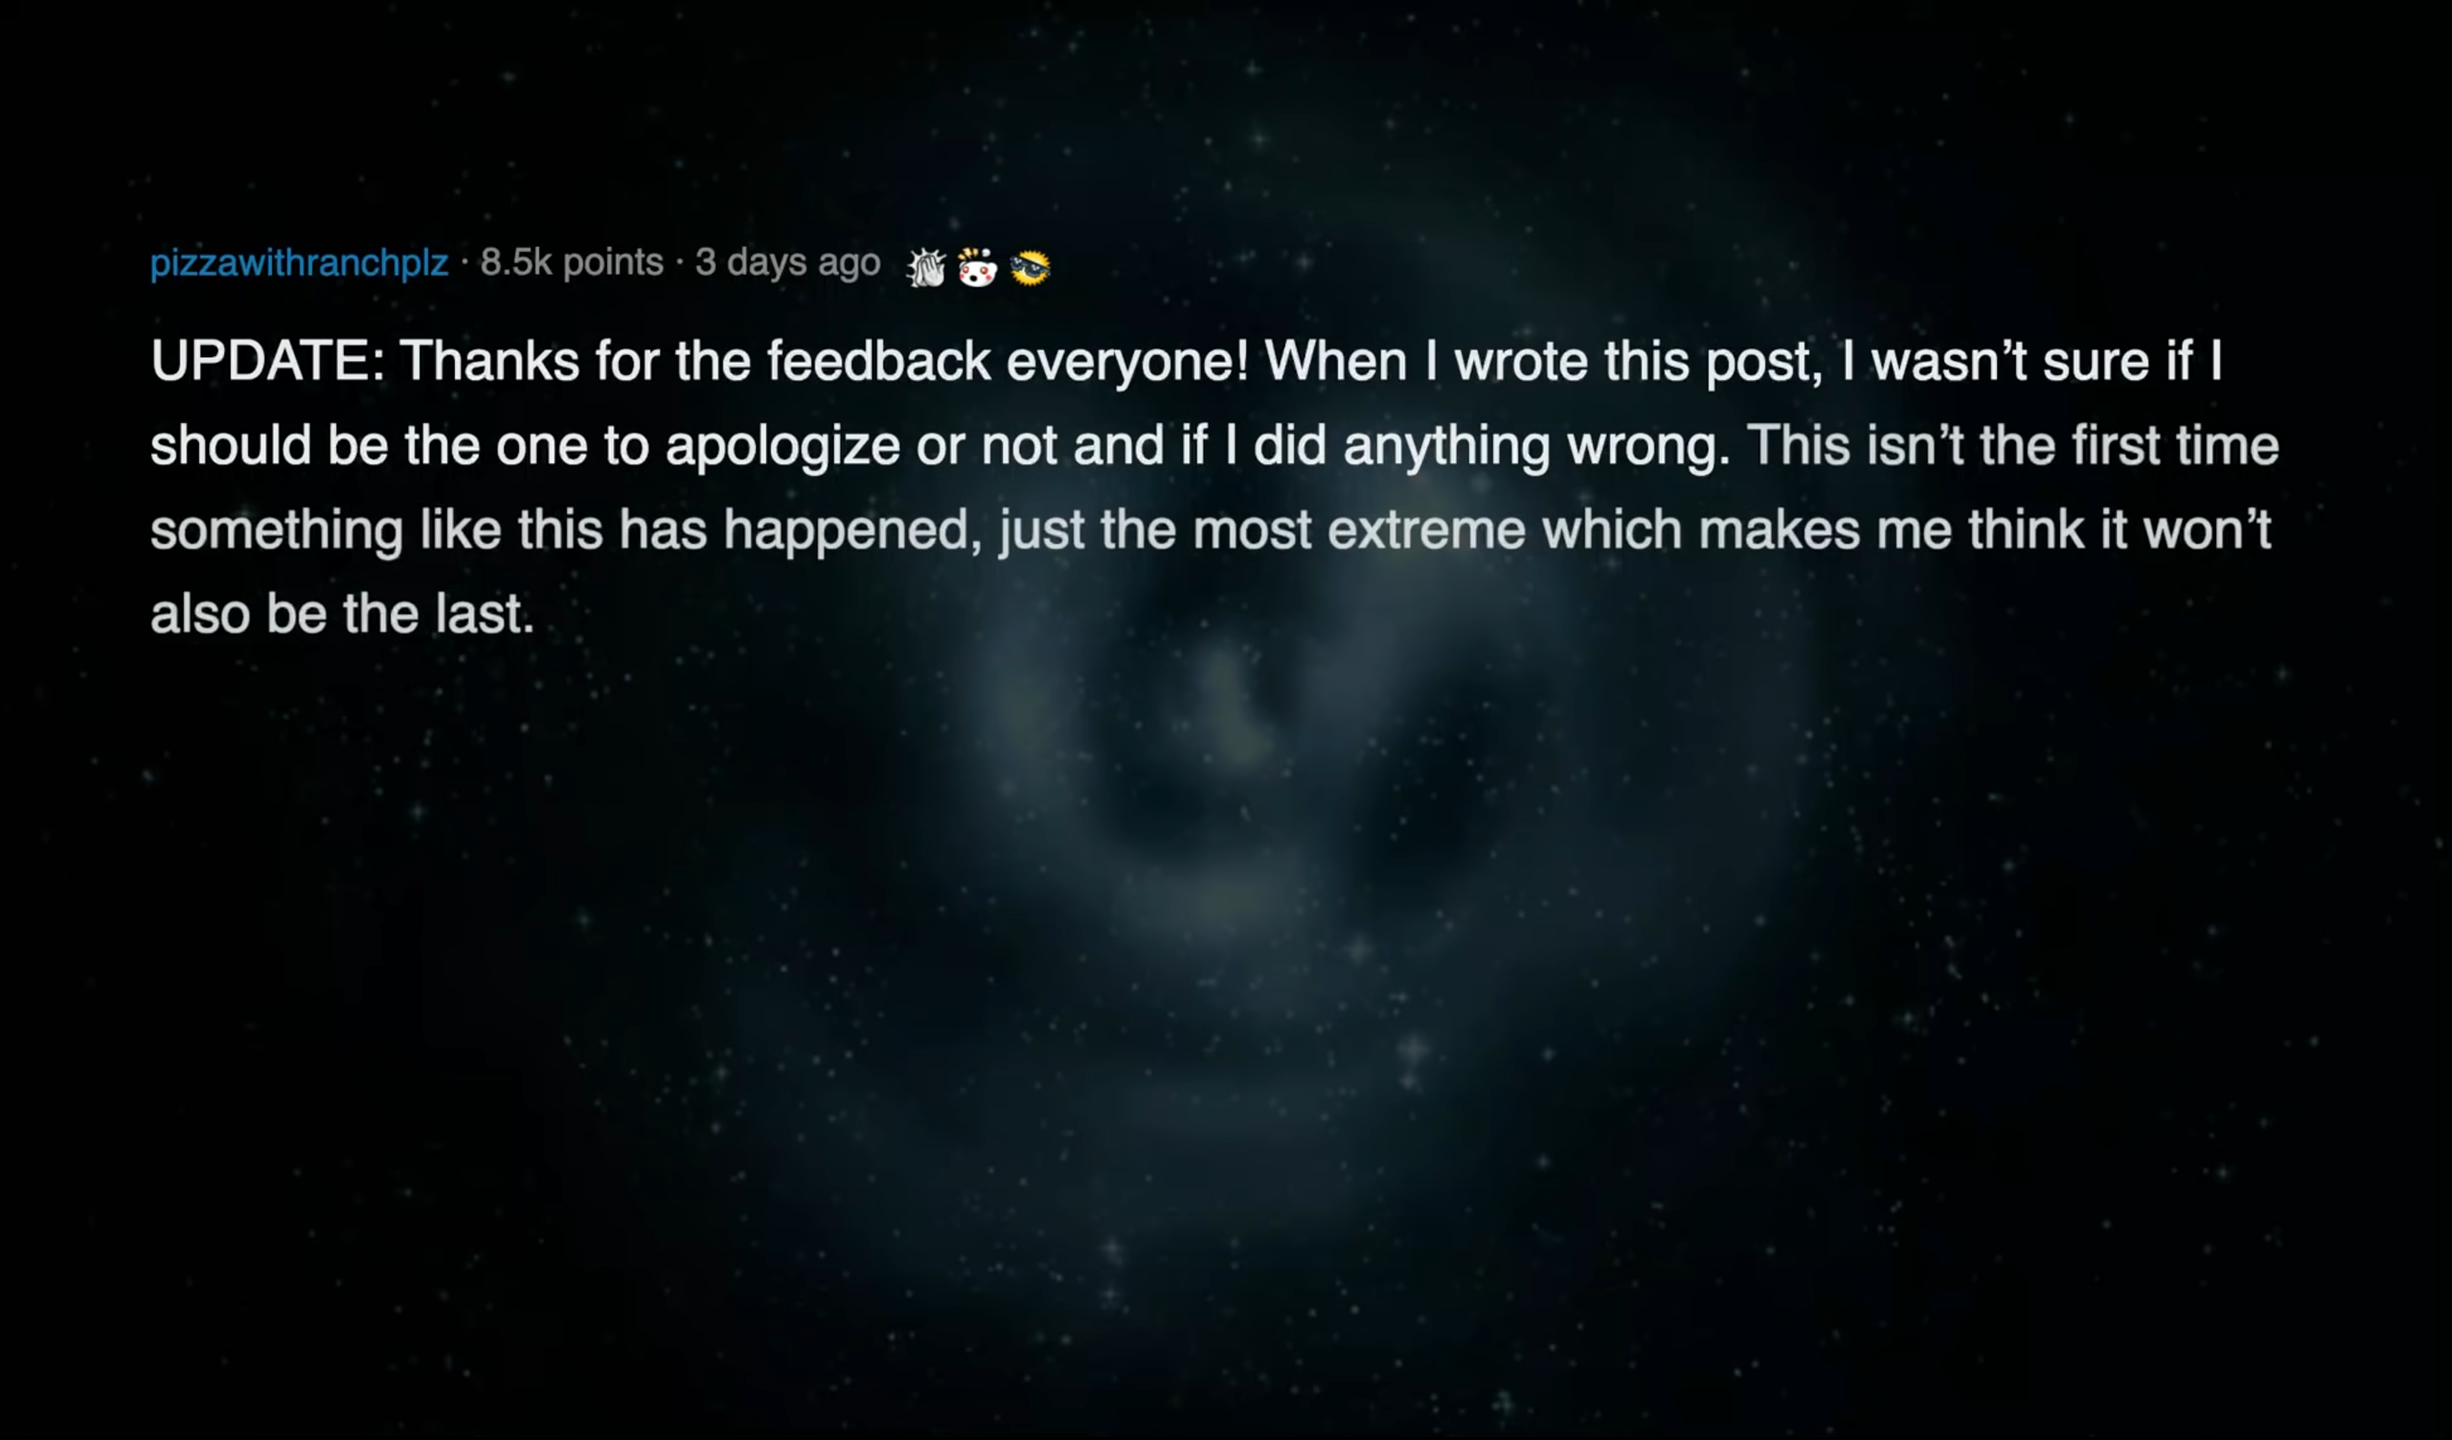 pizzawithranchplz · 8.5k points · 3 days ago
UPDATE: Thanks for the feedback everyone! When I wrote this post, I wasn’t sure if I
should be the one to apologize or not and if I did anything wrong. This isn’t the first time
something like this has happened, just the most extreme which makes me think it won’t
also be the last.